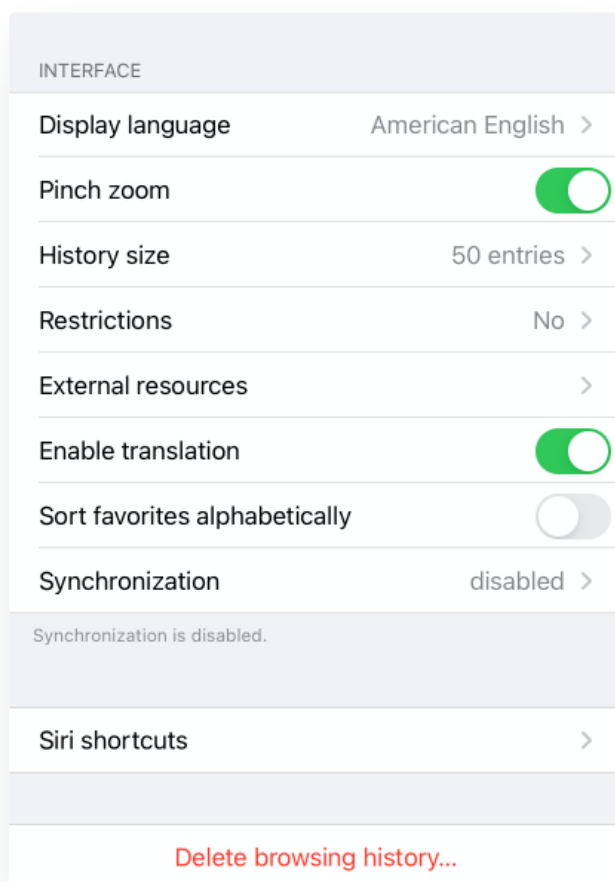 INTERFACE
Display language American English
Pinch zoom
History size 50 entries
Restrictions No
External resources
Enable translation
Sort favorites alphabetically
Synchronization disabled
Synchronization is disabled.
Siri shortcuts
Delete browsing history...